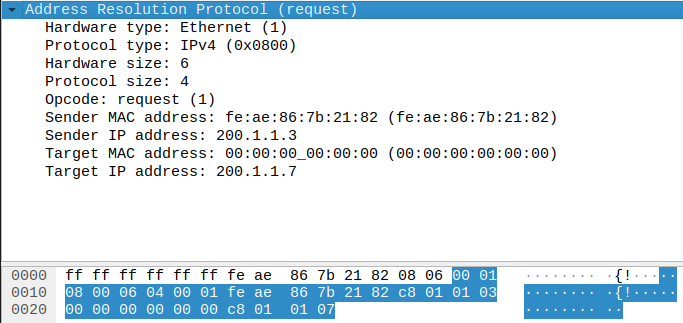 Address Resolution Protocol (request)
Hardware type: Ethernet (1)
Protocol type: IPv4 (0x0800)
Hardware size: 6
Protocol size: 4
Opcode: request (1)
Sender MAC address: fe:ae:86:7b:21:82 (fe:ae:86:7b:21:82)
Sender IP address: 200.1.1.3
Target MAC address: 00:00:00_00:00:00 (00:00:00:00:00:00)
Target IP address: 200.1.1.7
0000 ff ff ff ff ff ff fe ae 86 7b 21 82 08 06 00 01 ········ ·{!·····
0010 08 00 06 04 00 01 fe ae 86 7b 21 82 c8 01 01 03 ········ ·{!·····
0020 00 00 00 00 00 00 c8 01 01 07 ········ ··